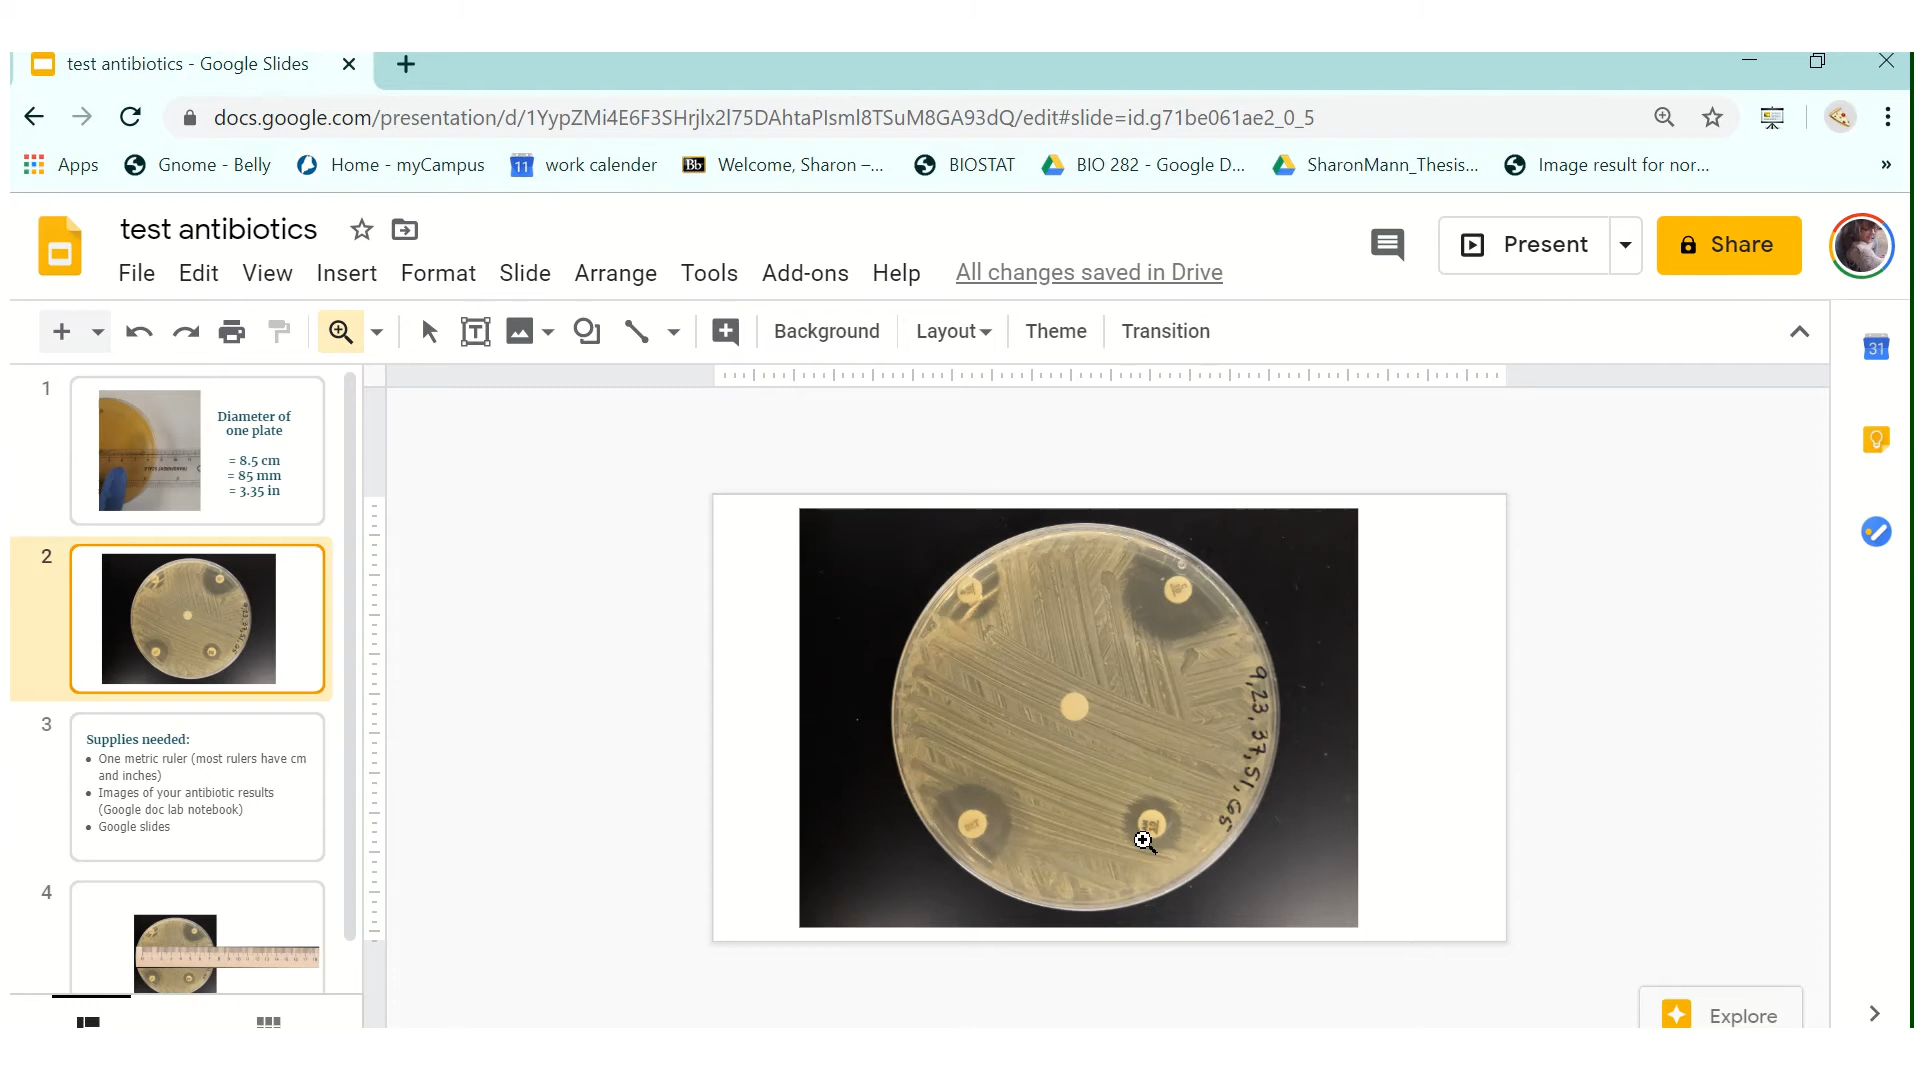 test antibiotics - Google Slides
docs.google.com/presentation/d/1YypZMi4E6F3SHrjlx2l75DAhtaPIsml8TSuM8GA93dQ/edit#slide=id.g71be061ae2_0_5
Apps Gnome - Belly Home - myCampus 11 work calender Bb Welcome, Sharon –... BIOSTAT BIO 282 - Google D... SharonMann_Thesis... Image result for nor... »
test antibiotics
Present
Share
File Edit View Insert Format Slide Arrange Tools Add-ons Help All changes saved in Drive
Background Layout Theme Transition
31
1
Diameter of
one plate
= 8.5 cm
= 85 mm
= 3.35 in
2
3
Supplies needed:
● One metric ruler (most rulers have cm
and inches)
● Images of your antibiotic results
(Google doc lab notebook)
● Google slides
4
9, 23, 37, 51, cos
Explore